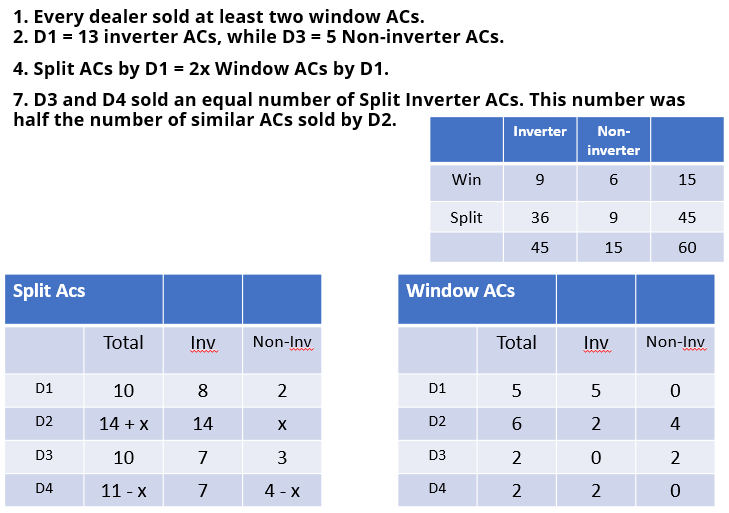 1. Every dealer sold at least two window ACs.
2. D1 = 13 inverter ACs, while D3 = 5 Non-inverter ACs.
4. Split ACs by D1 = 2x Window ACs by D1.
7. D3 and D4 sold an equal number of Split Inverter ACs. This number was
half the number of similar ACs sold by D2.
Inverter Non-
inverter
Win 9 6 15
Split 36 9 45
45 15 60
Split Acs
Total Inv Non-Inv
D1 10 8 2
D2 14 + x 14 x
D3 10 7 3
D4 11 - x 7 4 - x
Window ACs
Total Inv Non-Inv
D1 5 5 0
D2 6 2 4
D3 2 0 2
D4 2 2 0